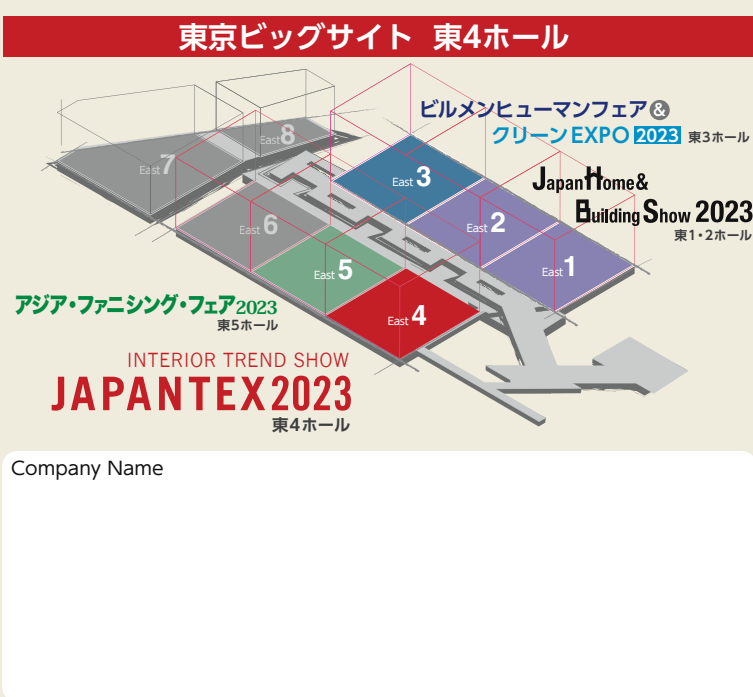 東京ビッグサイト 東4ホール
ビルメンヒューマンフェア&
クリーンEXPO 2023 東3ホール
Japan Home &
Building Show 2023
東1・2ホール
East 8
East 7
East 3
East 2
East 1
East 6
East 5
East 4
アジア・ファニシング・フェア2023
東5ホール
INTERIOR TREND SHOW
JAPANTEX2023
東4ホール
Company Name